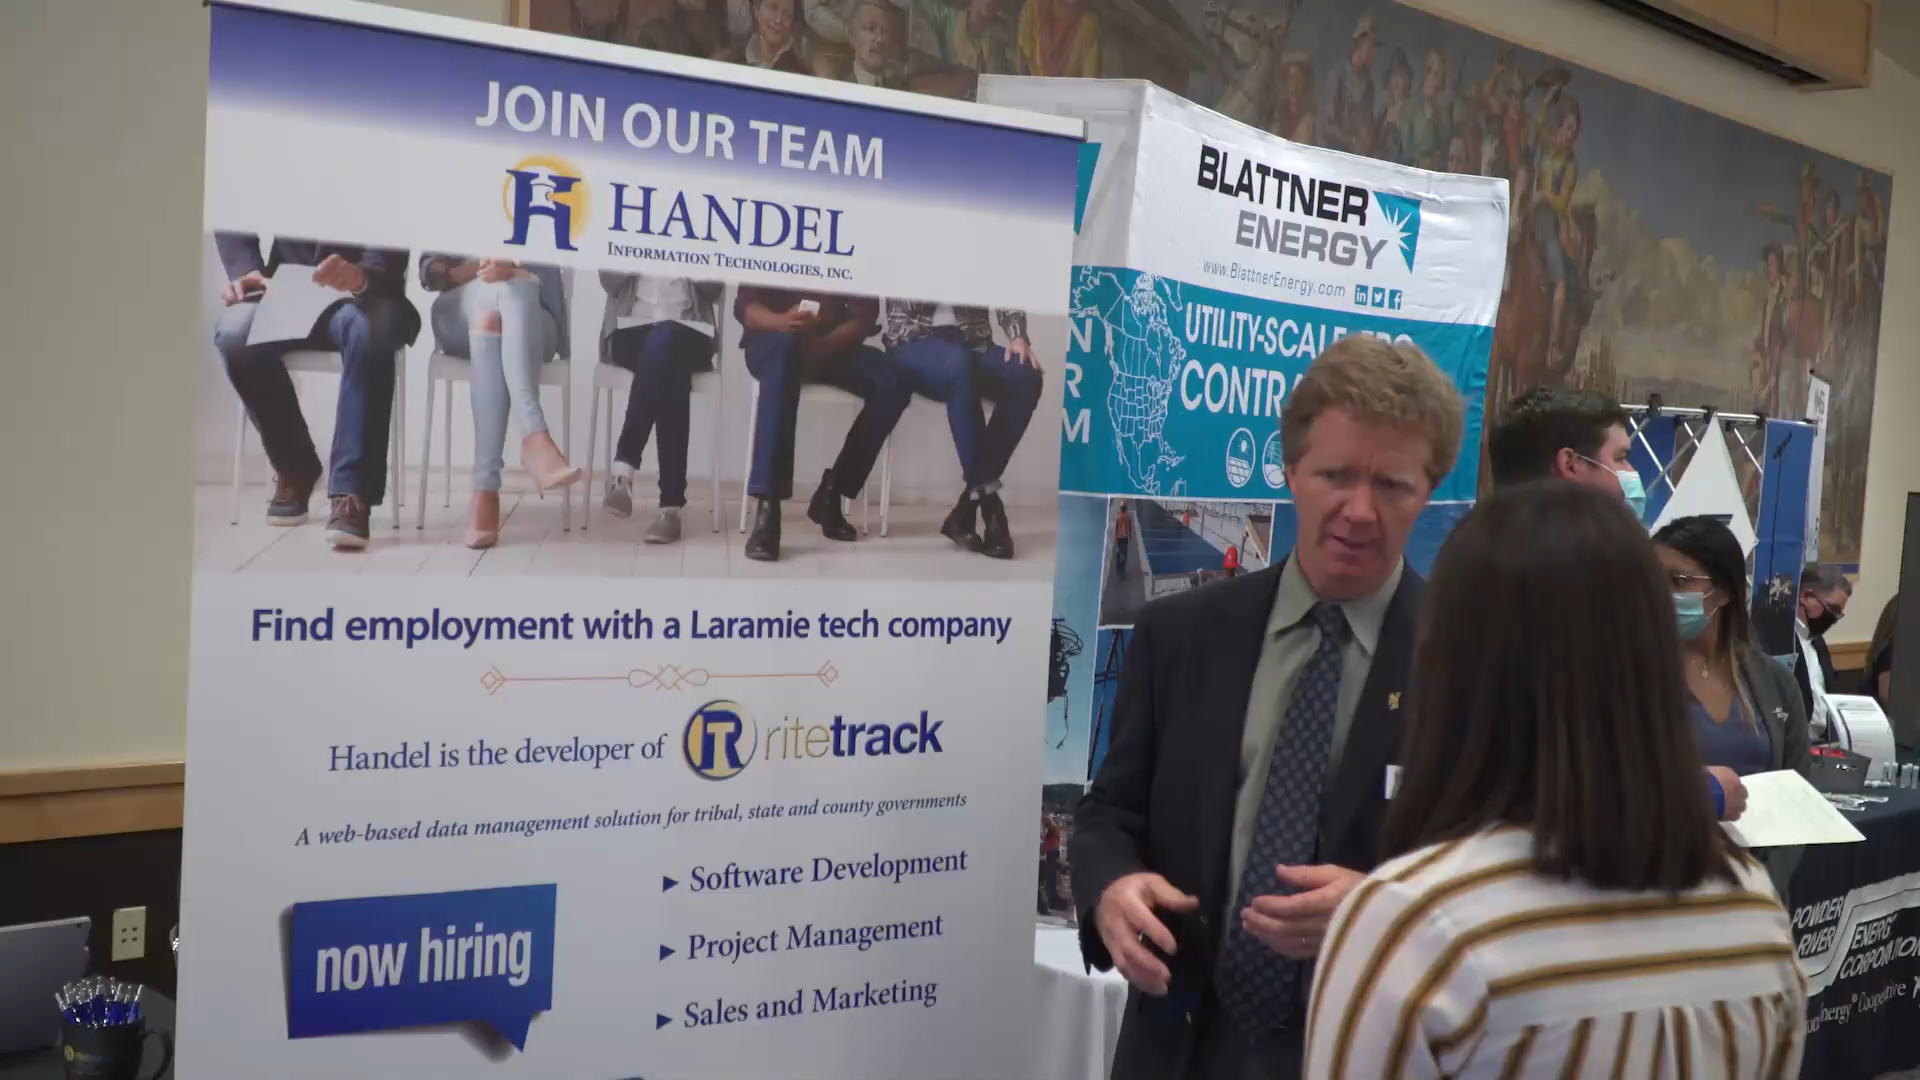 JOIN OUR TEAM
HANDEL
INFORMATION TECHNOLOGIES, INC.
Find employment with a Laramie tech company
Handel is the developer of ritetrack
A web-based data management solution for tribal, state and county governments
now hiring
► Software Development
► Project Management
► Sales and Marketing
BLATTNER
ENERGY
www.BlattnerEnergy.com
UTILITY-SCALE
CONTR
N
R
M
POWDER
RIVER
ENERGY
CORPORATION